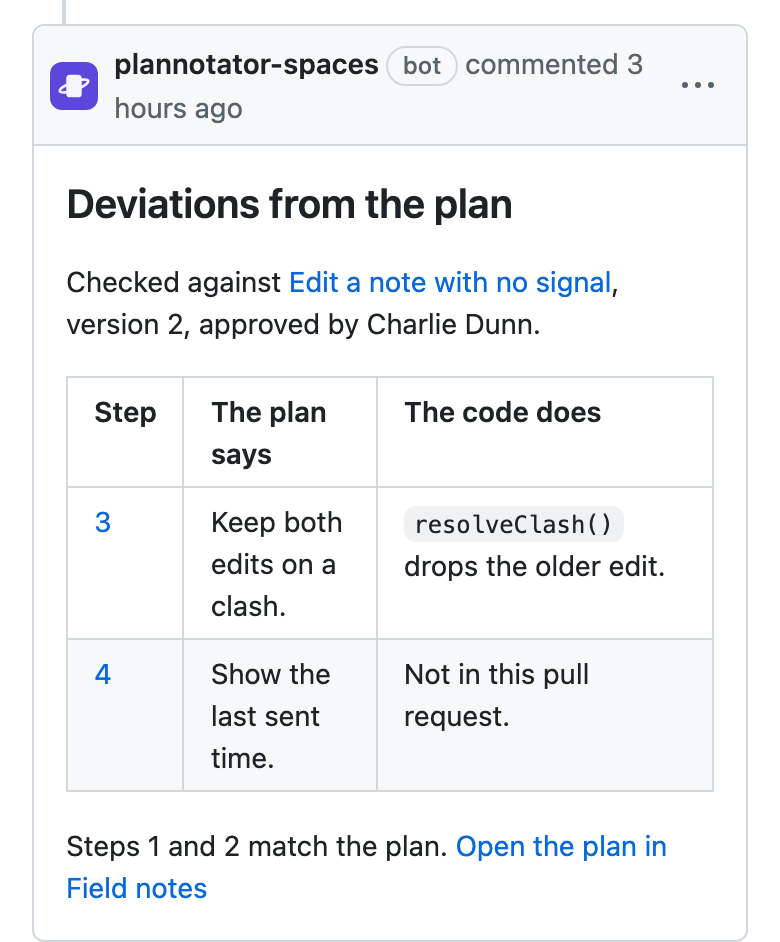 plannotator-spaces bot commented 3
hours ago
Deviations from the plan
Checked against Edit a note with no signal,
version 2, approved by Charlie Dunn.
Step
The plan
says
The code does
3
Keep both
edits on a
clash.
resolveClash()
drops the older edit.
4
Show the
last sent
time.
Not in this pull
request.
Steps 1 and 2 match the plan. Open the plan in
Field notes